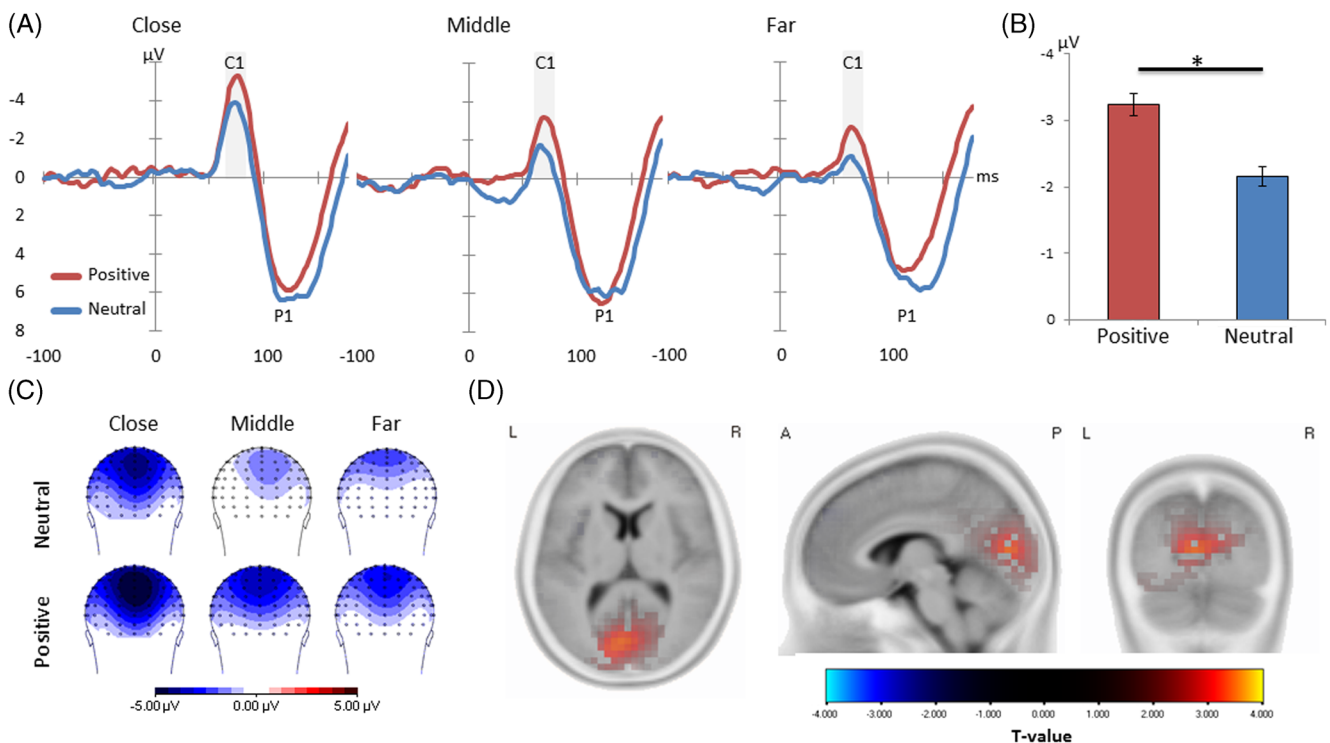 (A)
Close
Middle
Far
µV
C1
C1
C1
-4
-2
0
2
4
6
8
ms
Positive
Neutral
P1
P1
P1
-100
0
100
-100
0
100
-100
0
100
(B)
µV
-4
-3
-2
-1
0
*
Positive
Neutral
(C)
Close
Middle
Far
Neutral
Positive
-5.00 µV
0.00 µV
5.00 µV
(D)
L
R
A
P
L
R
-4.000
-3.000
-2.000
-1.000
0.000
1.000
2.000
3.000
4.000
T-value